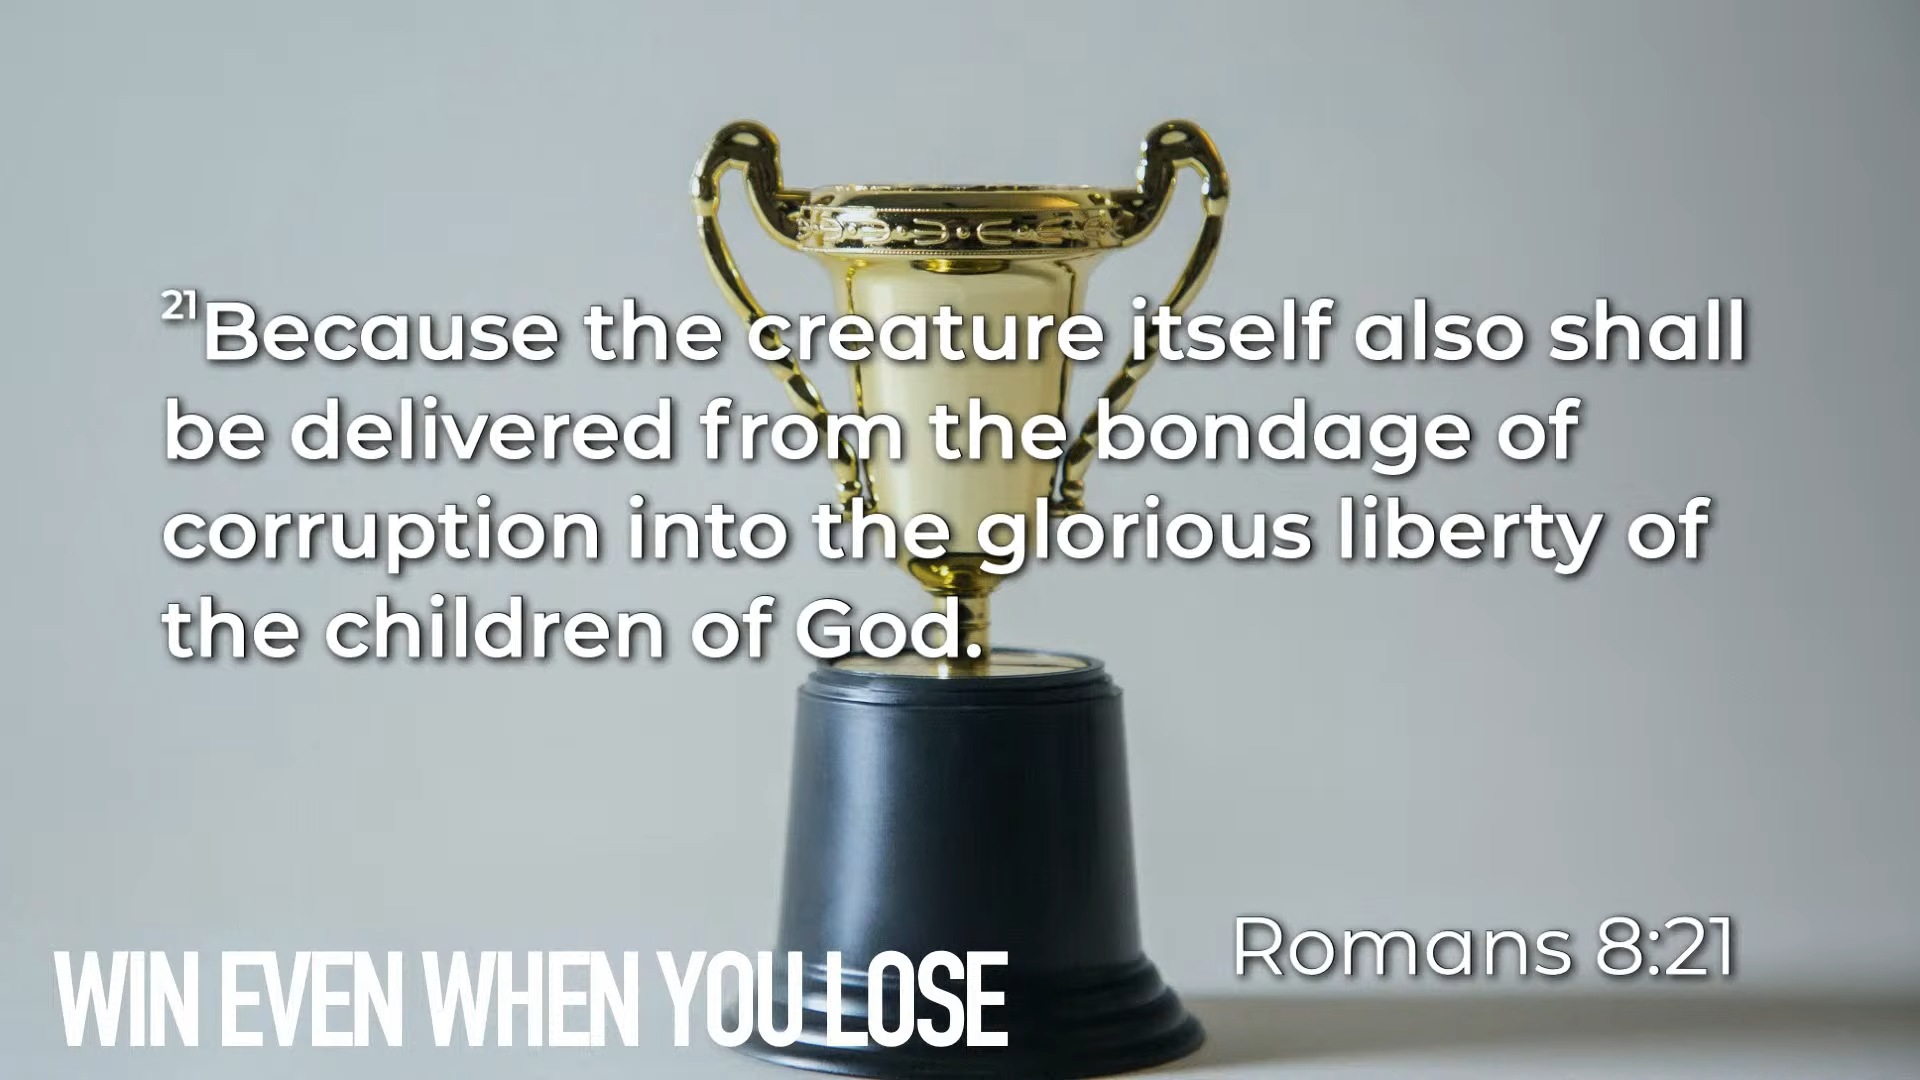 21Because the creature itself also shall
be delivered from the bondage of
corruption into the glorious liberty of
the children of God.
Romans 8:21
WIN EVEN WHEN YOU LOSE